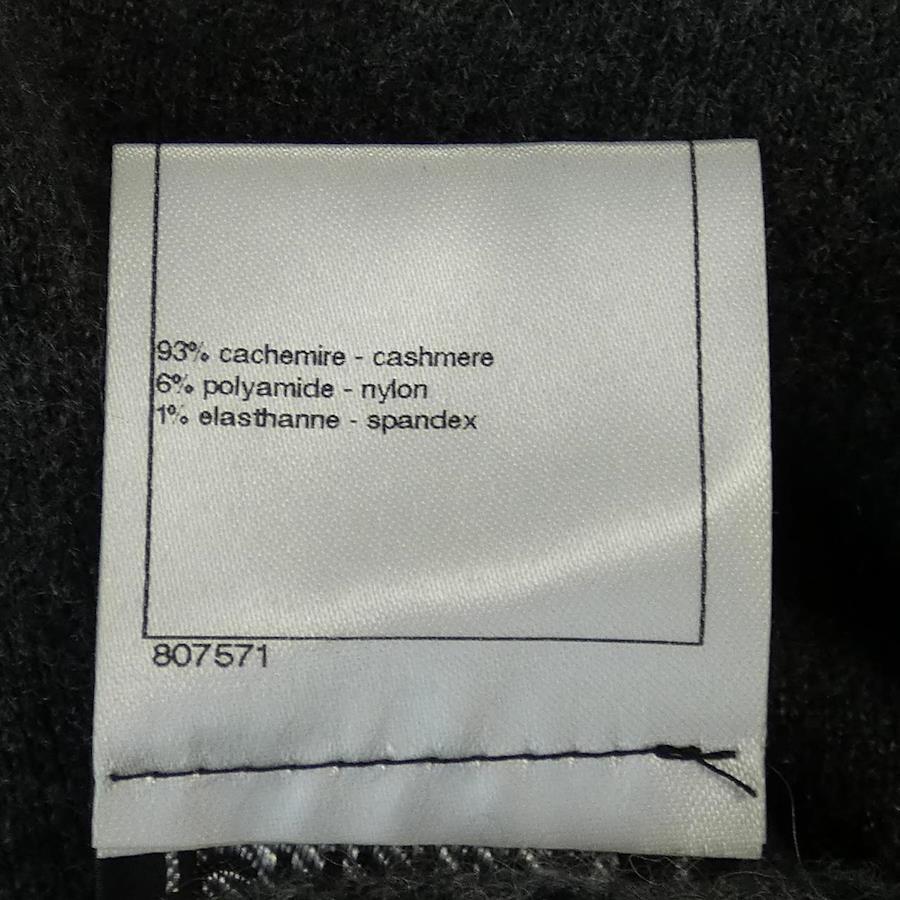 93% cachemire - cashmere
6% polyamide - nylon
1% elasthanne - spandex
807571